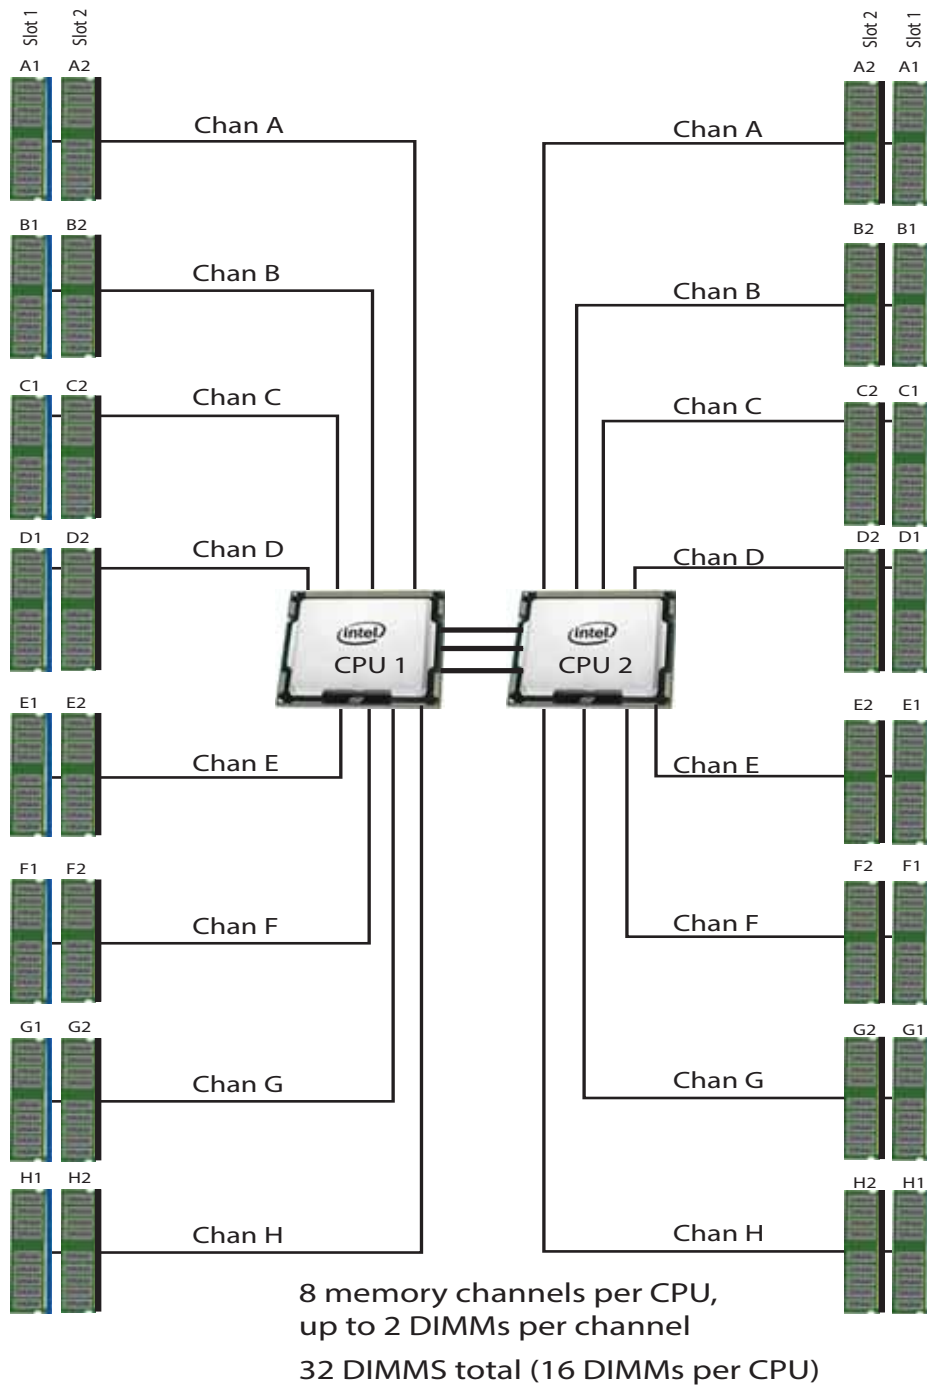 Slot 1 Slot 2 Slot 2 Slot 1
A1 A2 A2 A1
Chan A Chan A
B1 B2 B2 B1
Chan B Chan B
C1 C2 C2 C1
Chan C Chan C
D1 D2 D2 D1
Chan D Chan D
intel intel
CPU 1 CPU 2
E1 E2 E2 E1
Chan E Chan E
F1 F2 F2 F1
Chan F Chan F
G1 G2 G2 G1
Chan G Chan G
H1 H2 H2 H1
Chan H Chan H
8 memory channels per CPU,
up to 2 DIMMs per channel
32 DIMMS total (16 DIMMs per CPU)